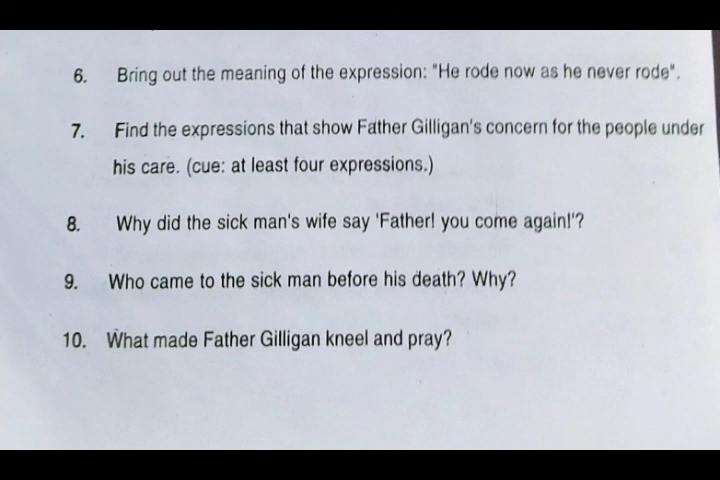 6. Bring out the meaning of the expression: "He rode now as he never rode".
7. Find the expressions that show Father Gilligan's concern for the people under
his care. (cue: at least four expressions.)
8. Why did the sick man's wife say 'Father! you come again!'?
9. Who came to the sick man before his death? Why?
10. What made Father Gilligan kneel and pray?